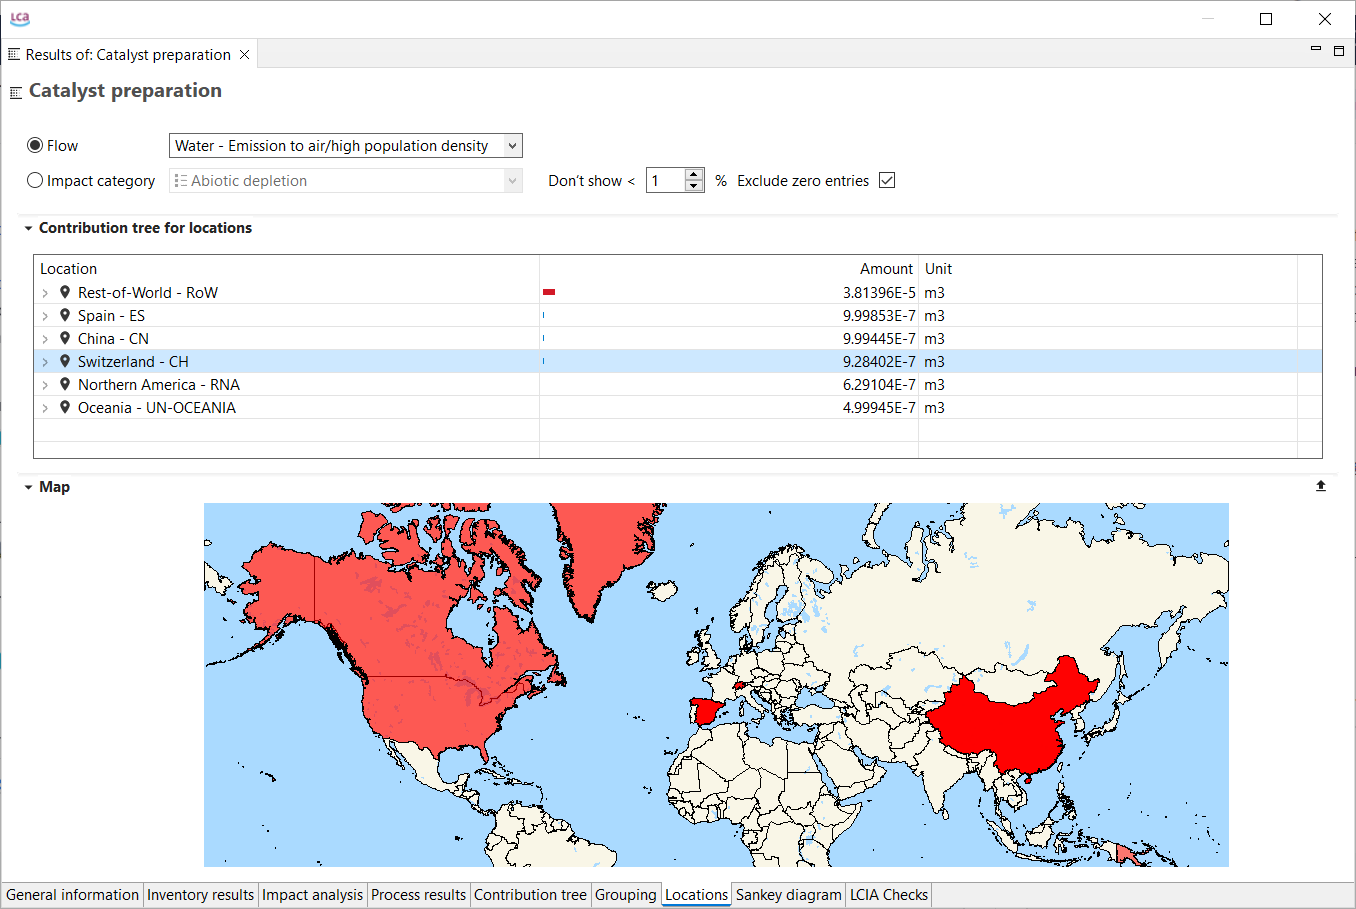 LCA
Results of: Catalyst preparation
Catalyst preparation
Flow Water - Emission to air/high population density
Impact category Abiotic depletion Don't show < 1 % Exclude zero entries
Contribution tree for locations
Location Amount Unit
Rest-of-World - RoW 3.81396E-5 m3
Spain - ES 9.99853E-7 m3
China - CN 9.99445E-7 m3
Switzerland - CH 9.28402E-7 m3
Northern America - RNA 6.29104E-7 m3
Oceania - UN-OCEANIA 4.99945E-7 m3
Map
General information Inventory results Impact analysis Process results Contribution tree Grouping Locations Sankey diagram LCIA Checks